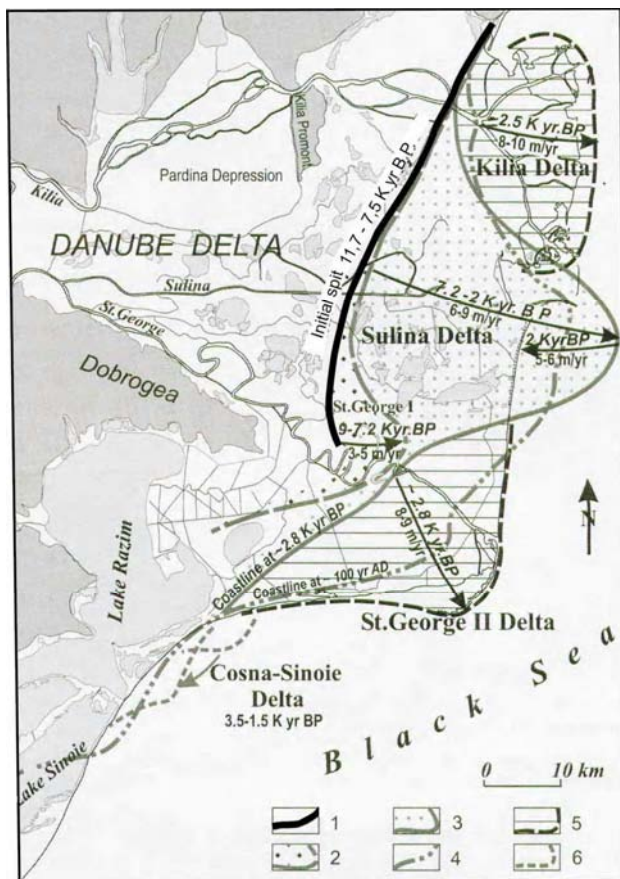 Kilia Promont
Pardina Depression
Kilia
DANUBE DELTA
Sulina
St.George
Dobrogea
Initial spit 11,7 - 7,5 K yr B.P.
~2.5 K yr.BP
8-10 m/yr
Kilia Delta
7.2-2 K yr. B P
6-9 m/yr
Sulina Delta
2 KyrBP
5-6 m/yr
St.George I
9-7.2 Kyr.BP
3-5 m/yr
~ 2.8 K yr.BP
8-9 m/yr
N
Lake Razim
Coastline at ~ 2.8 K yr BP
Coastline at ~ 100 yr AD
St.George II Delta
Cosna-Sinoie
Delta
3.5-1.5 K yr BP
Lake Sinoie
Black Sea
0 10 km
1 3 5
2 4 6